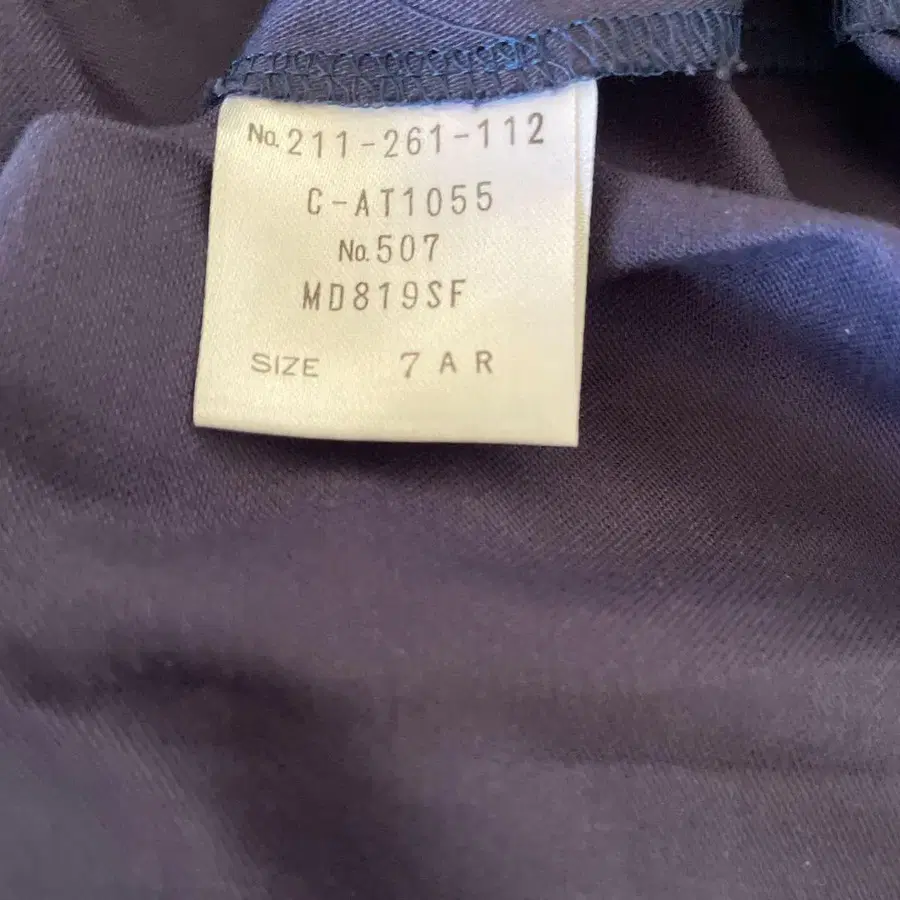 No. 211-261-112
C-AT1055
No. 507
MD819SF
SIZE 7AR